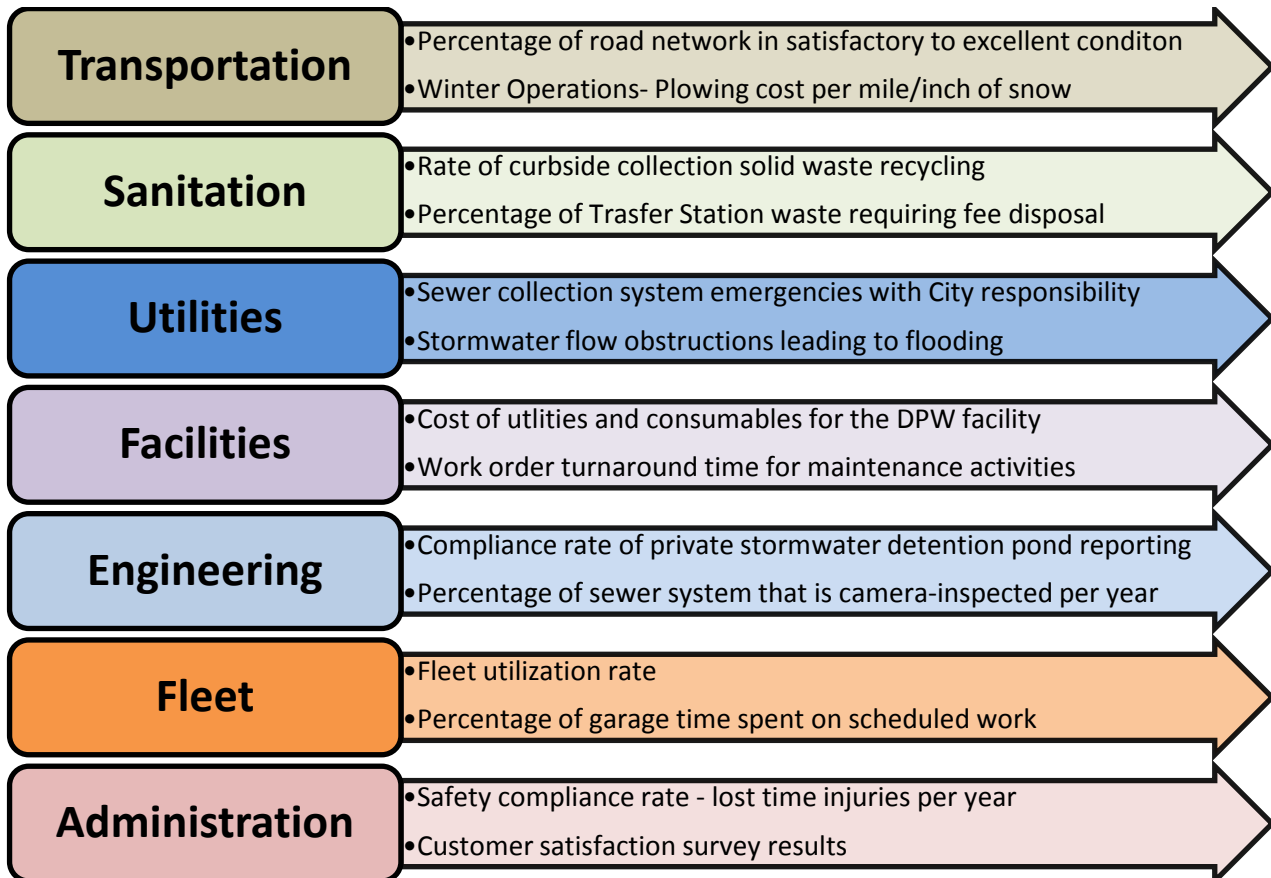 Transportation
•Percentage of road network in satisfactory to excellent conditon
•Winter Operations- Plowing cost per mile/inch of snow
Sanitation
•Rate of curbside collection solid waste recycling
•Percentage of Trasfer Station waste requiring fee disposal
Utilities
•Sewer collection system emergencies with City responsibility
•Stormwater flow obstructions leading to flooding
Facilities
•Cost of utlities and consumables for the DPW facility
•Work order turnaround time for maintenance activities
Engineering
•Compliance rate of private stormwater detention pond reporting
•Percentage of sewer system that is camera-inspected per year
Fleet
•Fleet utilization rate
•Percentage of garage time spent on scheduled work
Administration
•Safety compliance rate - lost time injuries per year
•Customer satisfaction survey results